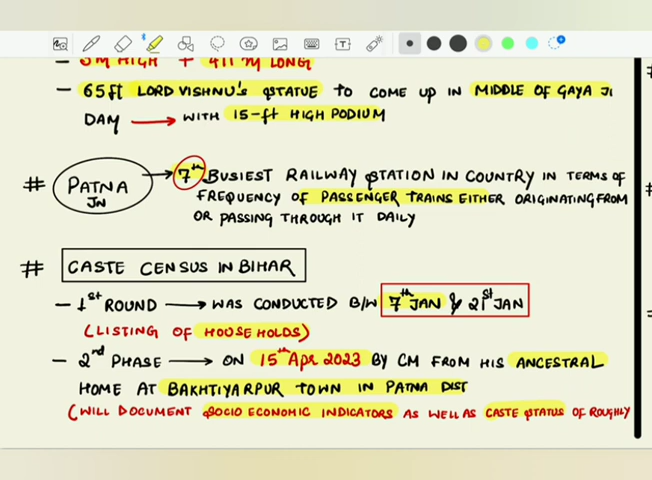 - 3m HIGH + 411 m LONG
- 65ft LORD VISHNU'S STATUE TO COME UP IN MIDDLE OF GAYA JI
DAM → WITH 15-ft HIGH PODIUM
# PATNA JN → 7th BUSIEST RAILWAY STATION IN COUNTRY IN TERMS OF
FREQUENCY OF PASSENGER TRAINS EITHER ORIGINATING FROM
OR PASSING THROUGH IT DAILY
# CASTE CENSUS IN BIHAR
- 1st ROUND → WAS CONDUCTED B/W 7th JAN & 21st JAN
(LISTING OF HOUSEHOLDS)
- 2nd PHASE → ON 15th Apr 2023 BY CM FROM HIS ANCESTRAL
HOME AT BAKHTIYARPUR TOWN IN PATNA DIST
(WILL DOCUMENT SOCIO ECONOMIC INDICATORS AS WELL AS CASTE STATUS OF ROUGHLY